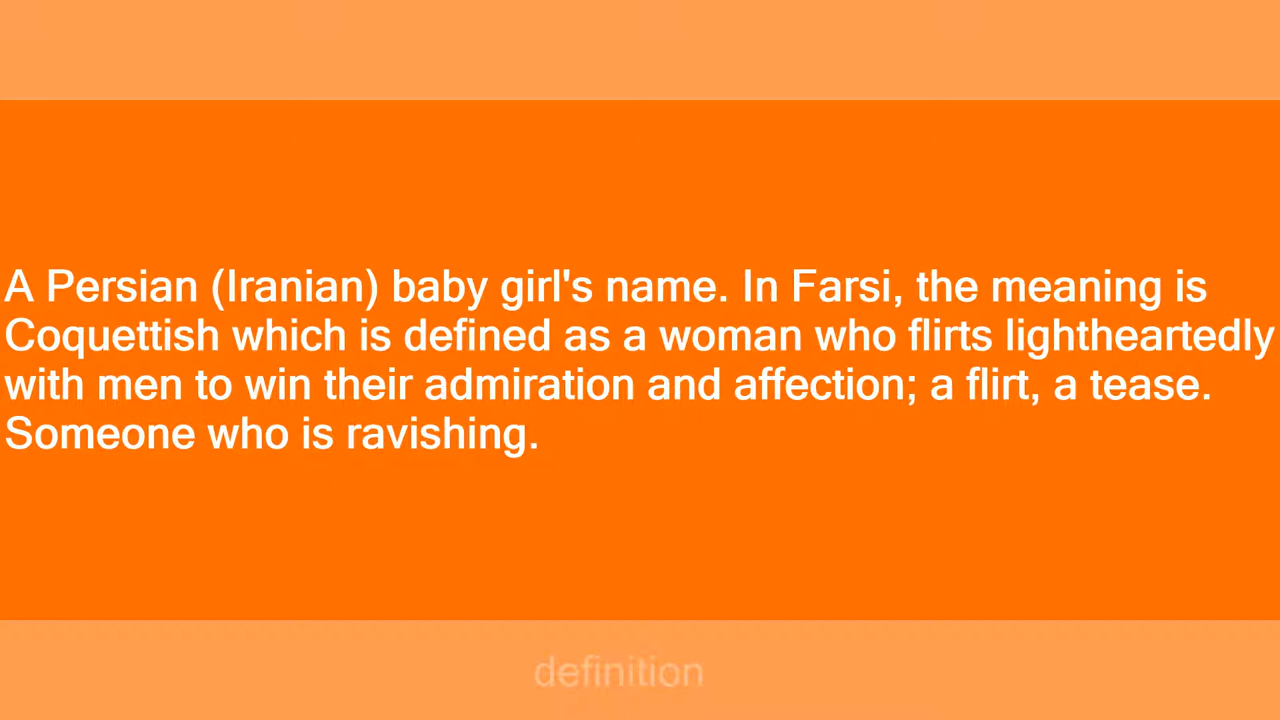 A Persian (Iranian) baby girl's name. In Farsi, the meaning is
Coquettish which is defined as a woman who flirts lightheartedly
with men to win their admiration and affection; a flirt, a tease.
Someone who is ravishing.
definition